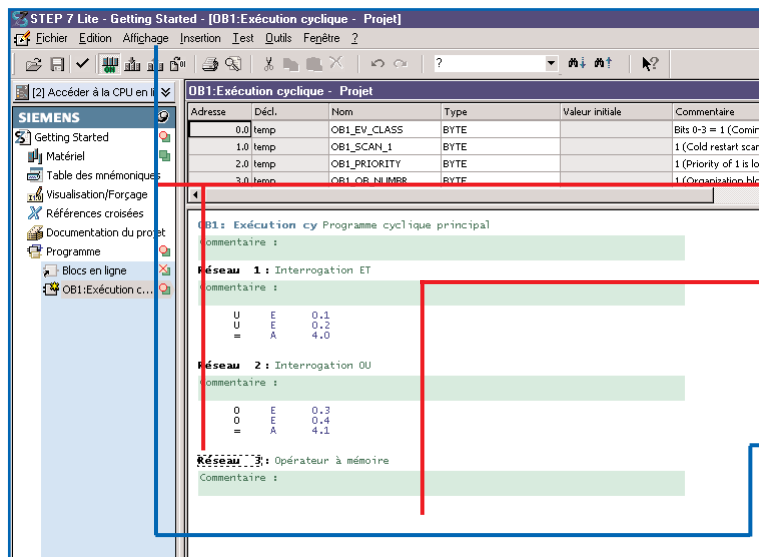 STEP 7 Lite - Getting Started - [OB1:Exécution cyclique - Projet]
Fichier Edition Affichage Insertion Test Outils Fenêtre ?
?
[2] Accéder à la CPU en li
SIEMENS
Getting Started
Matériel
Table des mnémoniques
Visualisation/Forçage
Références croisées
Documentation du projet
Programme
Blocs en ligne
OB1:Exécution c...
OB1:Exécution cyclique - Projet
Adresse Décl. Nom Type Valeur initiale Commentaire
0.0 temp OB1_EV_CLASS BYTE Bits 0-3 = 1 (Comin
1.0 temp OB1_SCAN_1 BYTE 1 (Cold restart scan
2.0 temp OB1_PRIORITY BYTE 1 (Priority of 1 is lo
3.0 temp OB1_OB_NUMBR BYTE 1 (Organization blo
OB1: Exécution cy Programme cyclique principal
Commentaire :
Réseau 1 : Interrogation ET
Commentaire :
U E 0.1
U E 0.2
= A 4.0
Réseau 2 : Interrogation OU
Commentaire :
O E 0.3
O E 0.4
= A 4.1
Réseau 3 : Opérateur à mémoire
Commentaire :